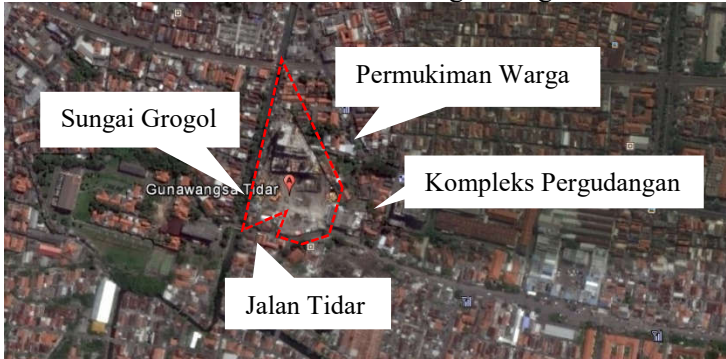 Permukiman Warga
Sungai Grogol
Kompleks Pergudangan
Gunawangsa Tidar
A
Jalan Tidar